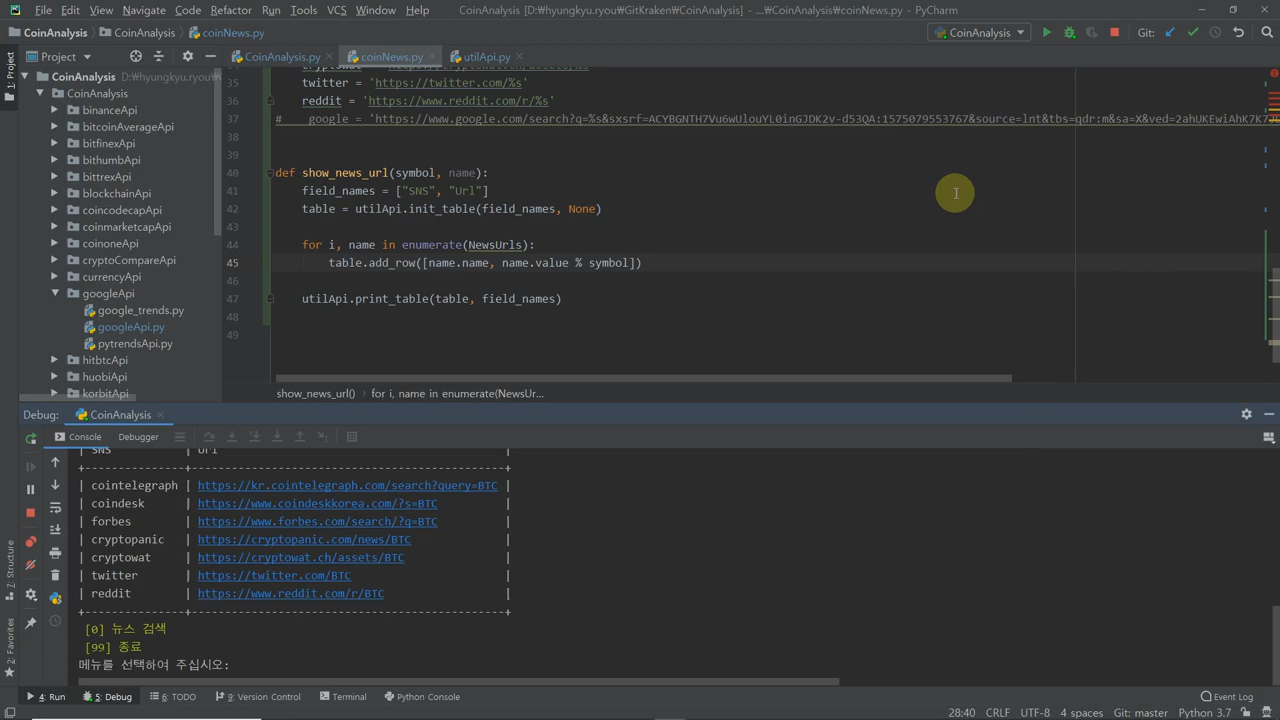 File Edit View Navigate Code Refactor Run Tools VCS Window Help CoinAnalysis [D:₩hyungkyu.ryou₩GitKraken₩CoinAnalysis] - ...₩CoinAnalysis₩coinNews.py - PyCharm
CoinAnalysis CoinAnalysis coinNews.py CoinAnalysis Git:
Project CoinAnalysis.py coinNews.py utilApi.py
1: Project
CoinAnalysis D:₩hyungkyu.ryou
CoinAnalysis
binanceApi
bitcoinAverageApi
bitfinexApi
bithumbApi
bittrexApi
blockchainApi
coincodecapApi
coinmarketcapApi
coinoneApi
cryptoCompareApi
currencyApi
googleApi
google_trends.py
googleApi.py
pytrendsApi.py
hitbtcApi
huobiApi
korbitApi
35 twitter = 'https://twitter.com/%s'
36 reddit = 'https://www.reddit.com/r/%s'
37 # google = 'https://www.google.com/search?q=%s&sxsrf=ACYBGNTH7Vu6wUlouYL0inGJDK2v-d53QA:1575079553767&source=lnt&tbs=qdr:m&sa=X&ved=2ahUKEwiAhK7K7
38
39
40 def show_news_url(symbol, name):
41 field_names = ["SNS", "Url"]
42 table = utilApi.init_table(field_names, None)
43
44 for i, name in enumerate(NewsUrls):
45 table.add_row([name.name, name.value % symbol])
46
47 utilApi.print_table(table, field_names)
48
49
show_news_url() for i, name in enumerate(NewsUr...
Debug: CoinAnalysis
Console Debugger
| SNS | Url |
+---------------+------------------------------------------------+
| cointelegraph | https://kr.cointelegraph.com/search?query=BTC |
| coindesk | https://www.coindeskkorea.com/?s=BTC |
| forbes | https://www.forbes.com/search/?q=BTC |
| cryptopanic | https://cryptopanic.com/news/BTC |
| cryptowat | https://cryptowat.ch/assets/BTC |
| twitter | https://twitter.com/BTC |
| reddit | https://www.reddit.com/r/BTC |
+---------------+------------------------------------------------+
[0] 뉴스 검색
[99] 종료
메뉴를 선택하여 주십시오:
7: Structure
2: Favorites
4: Run 5: Debug 6: TODO 9: Version Control Terminal Python Console Event Log
28:40 CRLF UTF-8 4 spaces Git: master Python 3.7